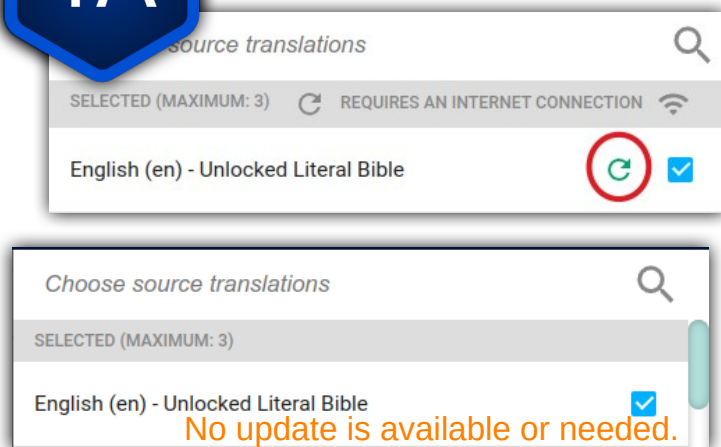 source translations
SELECTED (MAXIMUM: 3) REQUIRES AN INTERNET CONNECTION
English (en) - Unlocked Literal Bible
Choose source translations
SELECTED (MAXIMUM: 3)
English (en) - Unlocked Literal Bible
No update is available or needed.